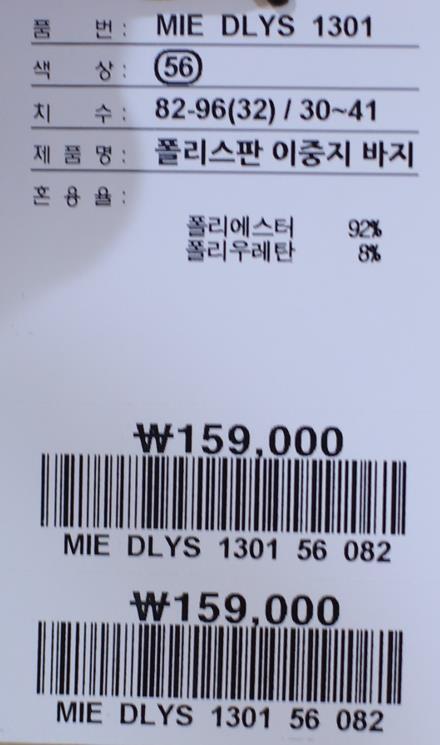 품 번 : MIE DLYS 1301
색 상 : 56
치 수 : 82-96(32) / 30~41
제 품 명 : 폴리스판 이중지 바지
혼 용 율 :
폴리에스터 92%
폴리우레탄 8%
₩159,000
MIE DLYS 1301 56 082
₩159,000
MIE DLYS 1301 56 082